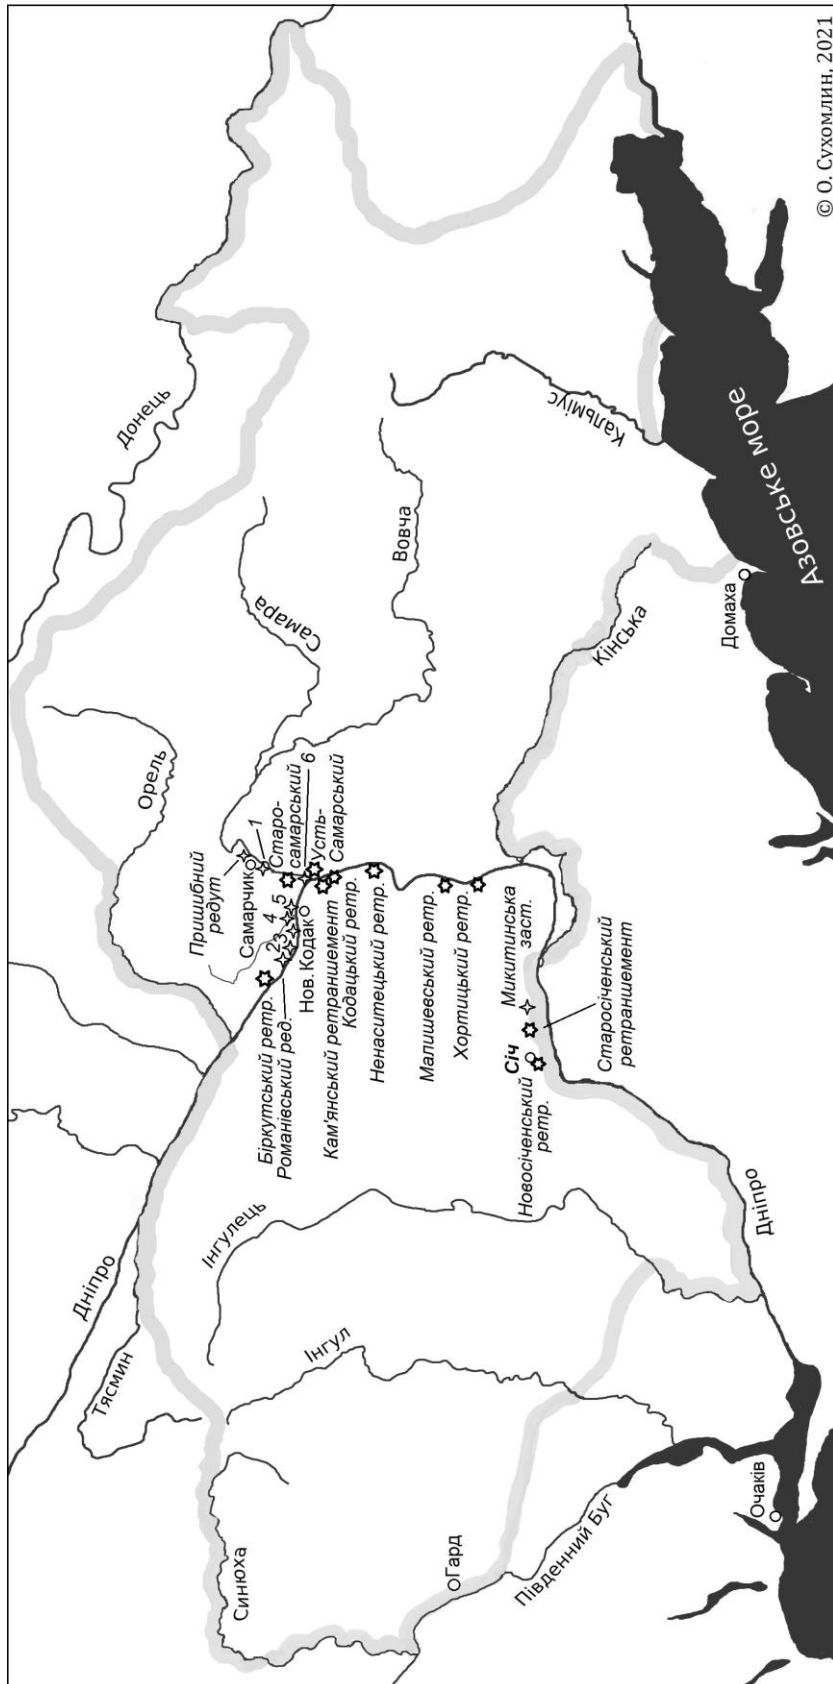 Донець
Орель
Самара
Вовча
Кальміус
Азовське море
Домаха
Кінська
Пришибний
редут
Самарчик
1
Старо-
самарський
6
Усть-
Самарський
5
4
3
2
Нов. Кодак
Біркутський ретр.
Романівський ред.
Кам'янський ретраншемент
Кодацький ретр.
Ненаситецький ретр.
Малишевський ретр.
Хортицький ретр.
Микитинська
заст.
Старосіченський
ретраншемент
Січ
Новосіченський
ретр.
Дніпро
Тясмин
Інгулець
Інгул
Синюха
Гард
Південний Буг
Очаків
Дніпро
© О. Сухомлин, 2021